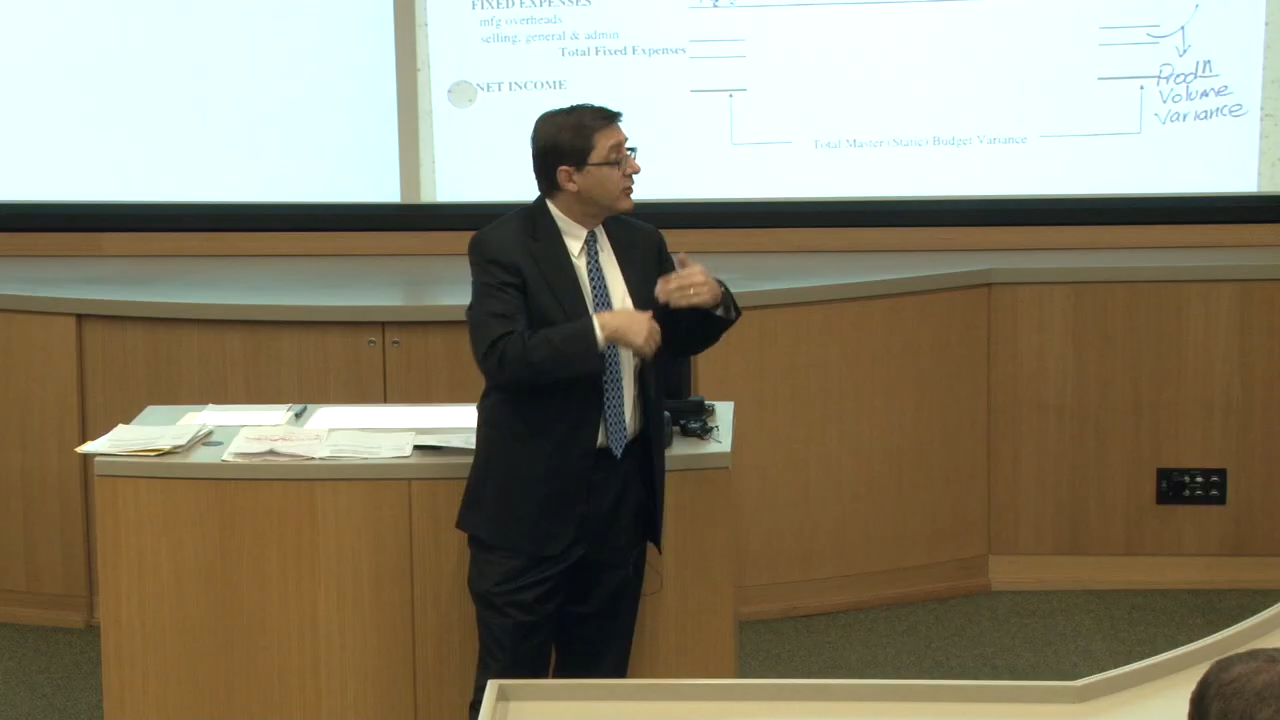 FIXED EXPENSES
mfg overheads
selling, general & admin
Total Fixed Expenses
NET INCOME
Prodn
Volume
Variance
Total Master (Static) Budget Variance